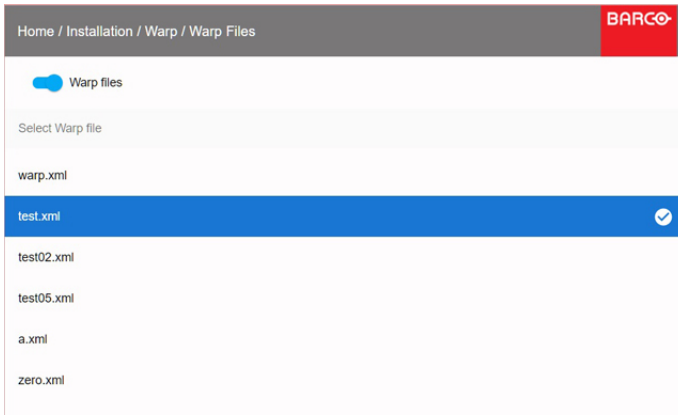 Home / Installation / Warp / Warp Files
BARCO
Warp files
Select Warp file
warp.xml
test.xml
test02.xml
test05.xml
a.xml
zero.xml